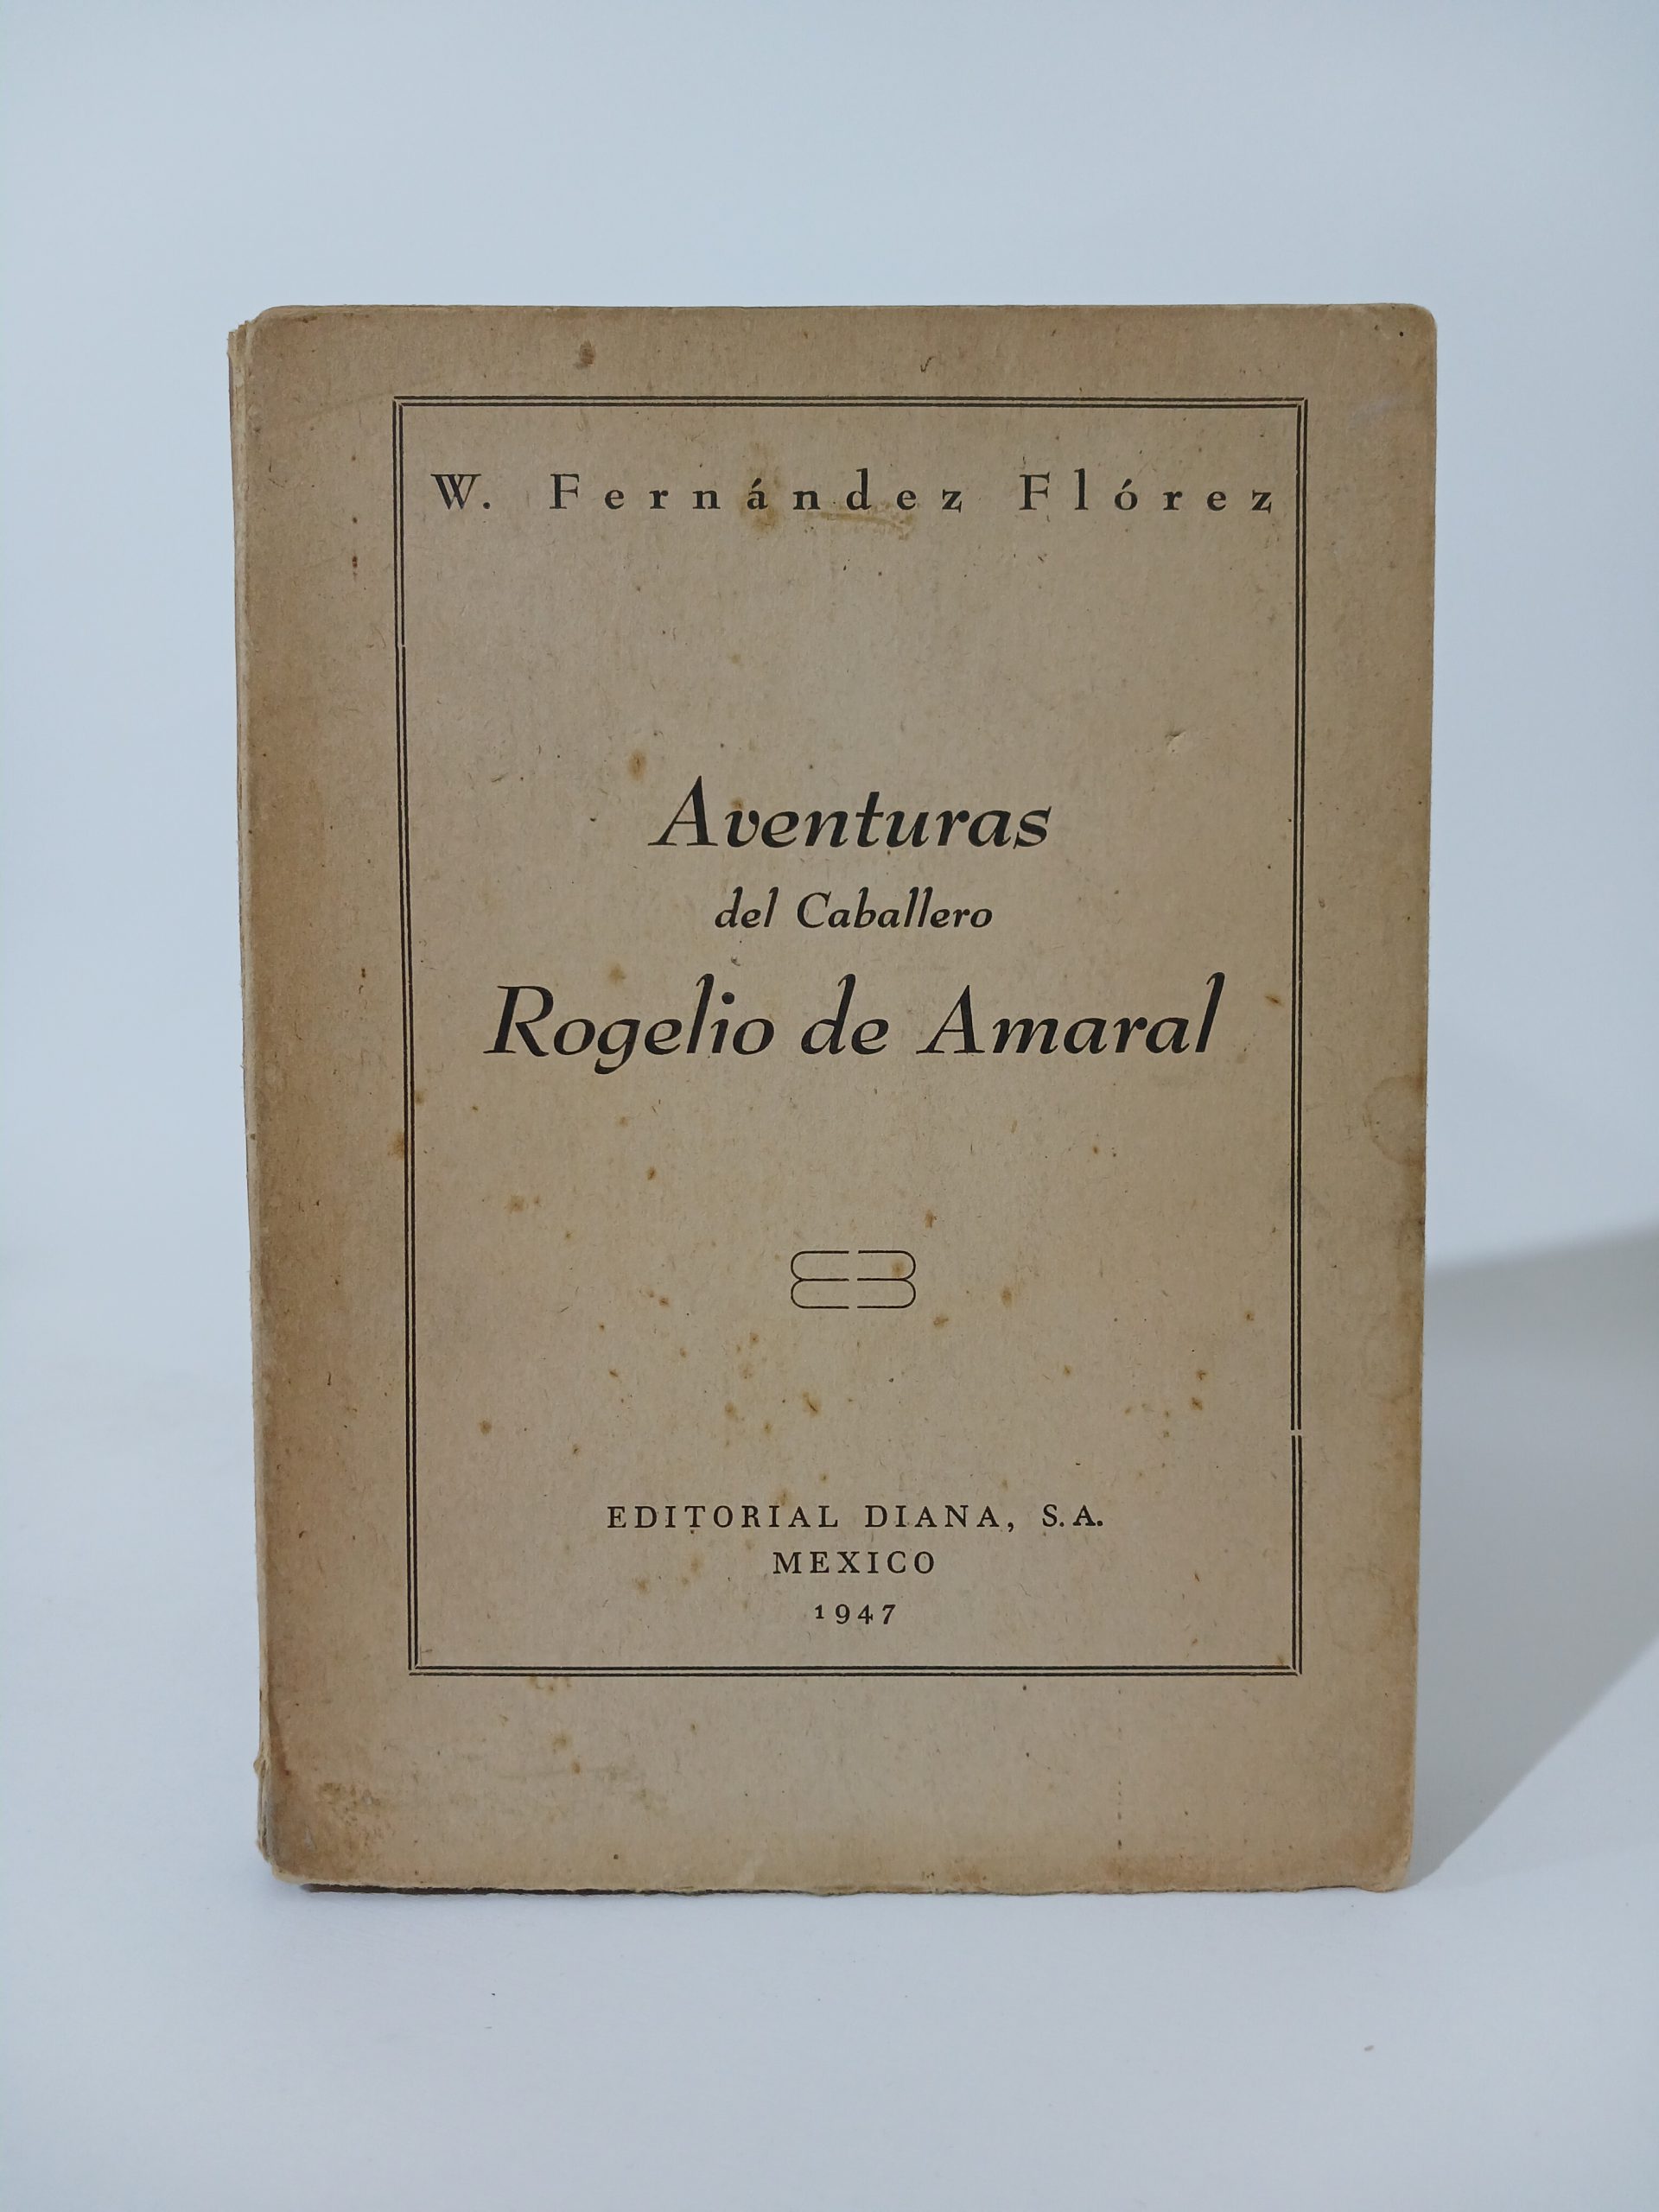 W. Fernández Flórez
Aventuras
del Caballero
Rogelio de Amaral
EDITORIAL DIANA, S.A.
MEXICO
1947